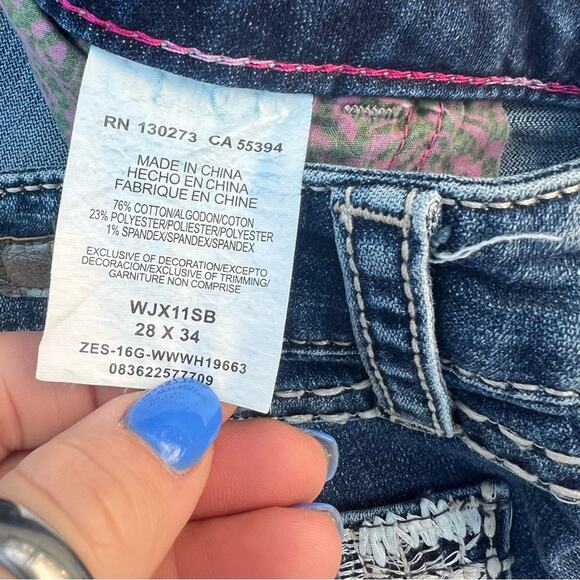 RN 130273 CA 55394
MADE IN CHINA
HECHO EN CHINA
FABRIQUE EN CHINE
76% COTTON/ALGODON/COTON
23% POLYESTER/POLIESTER/POLYESTER
1% SPANDEX/SPANDEX/SPANDEX
EXCLUSIVE OF DECORATION/EXCEPTO
DECORACION/EXCLUSIVE OF TRIMMING/
GARNITURE NON COMPRISE
WJX11SB
28 X 34
ZES-16G-WWWH19663
083622577709